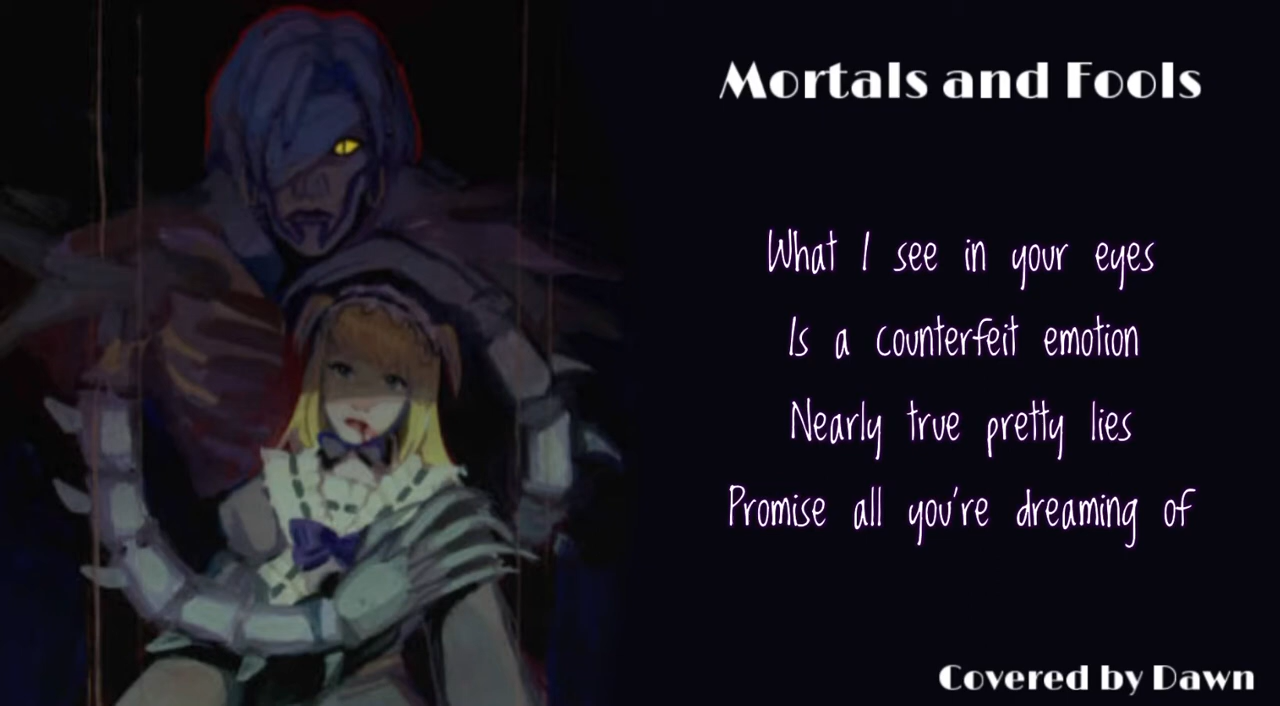 Mortals and Fools
What I see in your eyes
Is a counterfeit emotion
Nearly true pretty lies
Promise all you're dreaming of
Covered by Dawn